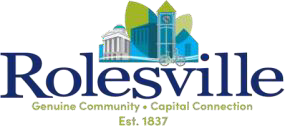 Rolesville
Genuine Community • Capital Connection
Est. 1837